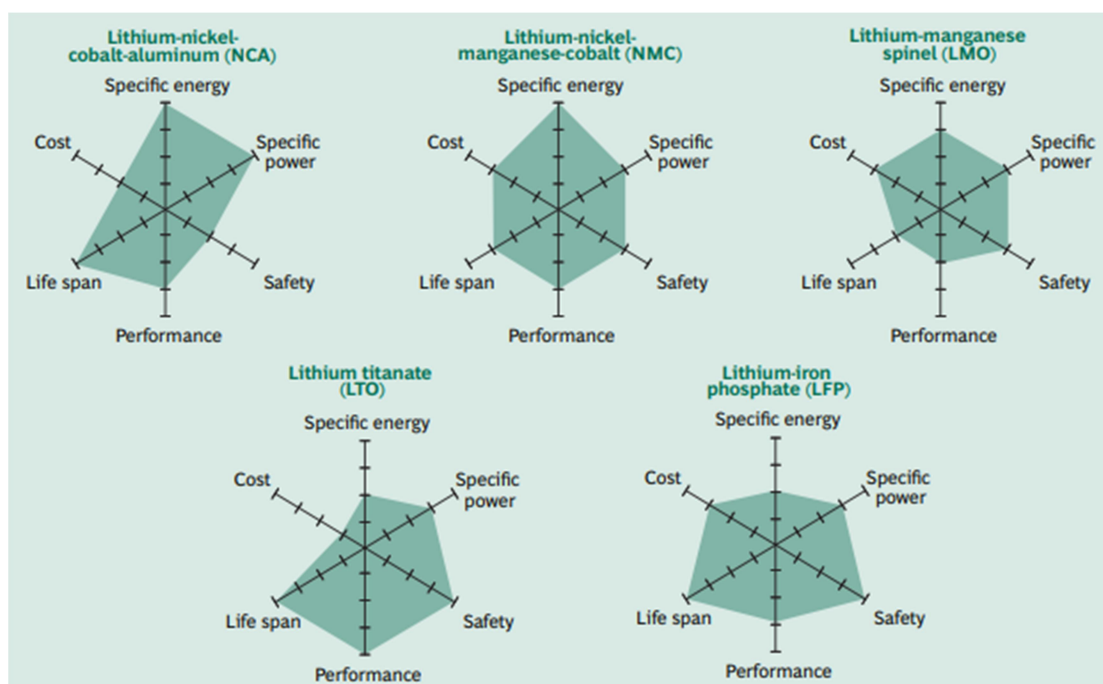 Lithium-nickel-
cobalt-aluminum (NCA)
Specific energy
Cost
Specific
power
Life span
Safety
Performance
Lithium-nickel-
manganese-cobalt (NMC)
Specific energy
Cost
Specific
power
Life span
Safety
Performance
Lithium-manganese
spinel (LMO)
Specific energy
Cost
Specific
power
Life span
Safety
Performance
Lithium titanate
(LTO)
Specific energy
Cost
Specific
power
Life span
Safety
Performance
Lithium-iron
phosphate (LFP)
Specific energy
Cost
Specific
power
Life span
Safety
Performance